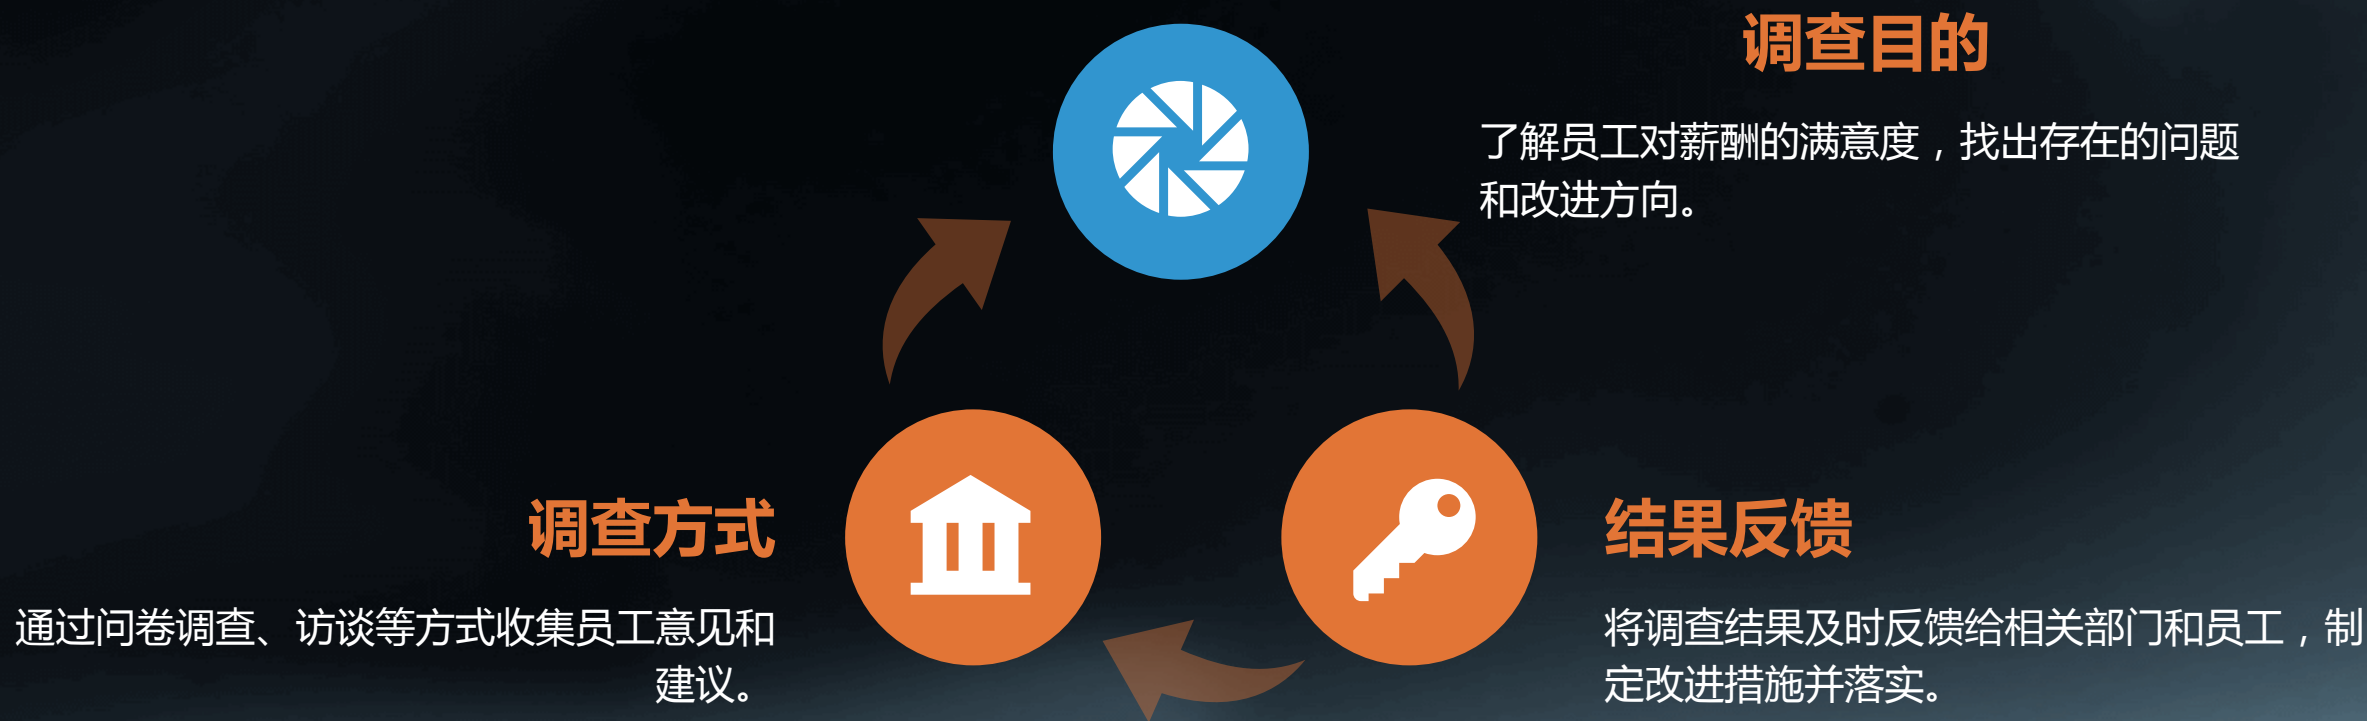 调查目的
了解员工对薪酬的满意度，找出存在的问题
和改进方向。
调查方式
通过问卷调查、访谈等方式收集员工意见和
建议。
结果反馈
将调查结果及时反馈给相关部门和员工，制
定改进措施并落实。